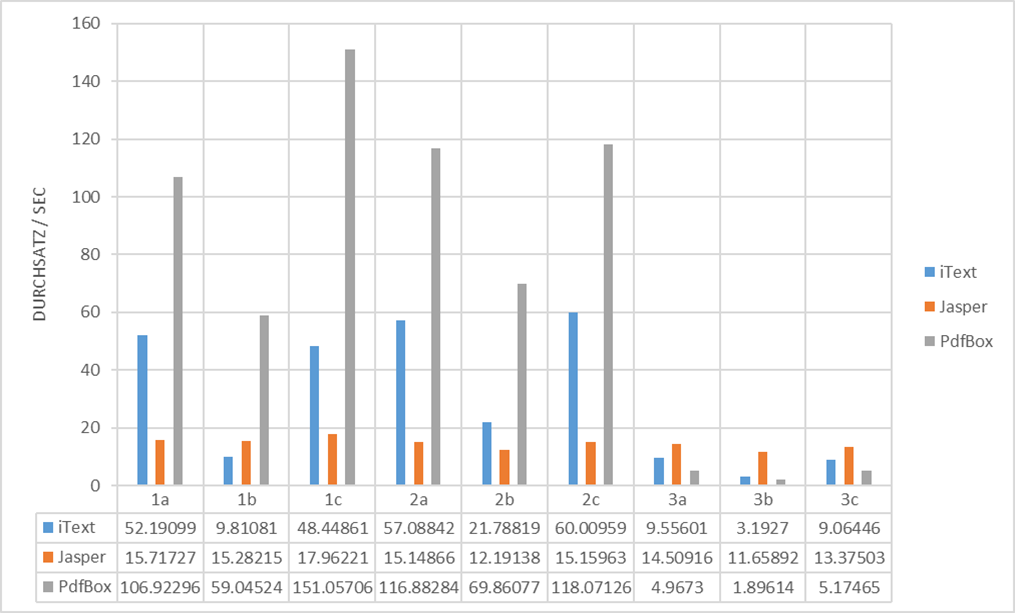 160
140
120
100
80
60
40
20
0
DURCHSATZ / SEC
1a 1b 1c 2a 2b 2c 3a 3b 3c
iText 52.19099 9.81081 48.44861 57.08842 21.78819 60.00959 9.55601 3.1927 9.06446
Jasper 15.71727 15.28215 17.96221 15.14866 12.19138 15.15963 14.50916 11.65892 13.37503
PdfBox 106.92296 59.04524 151.05706 116.88284 69.86077 118.07126 4.9673 1.89614 5.17465
iText
Jasper
PdfBox